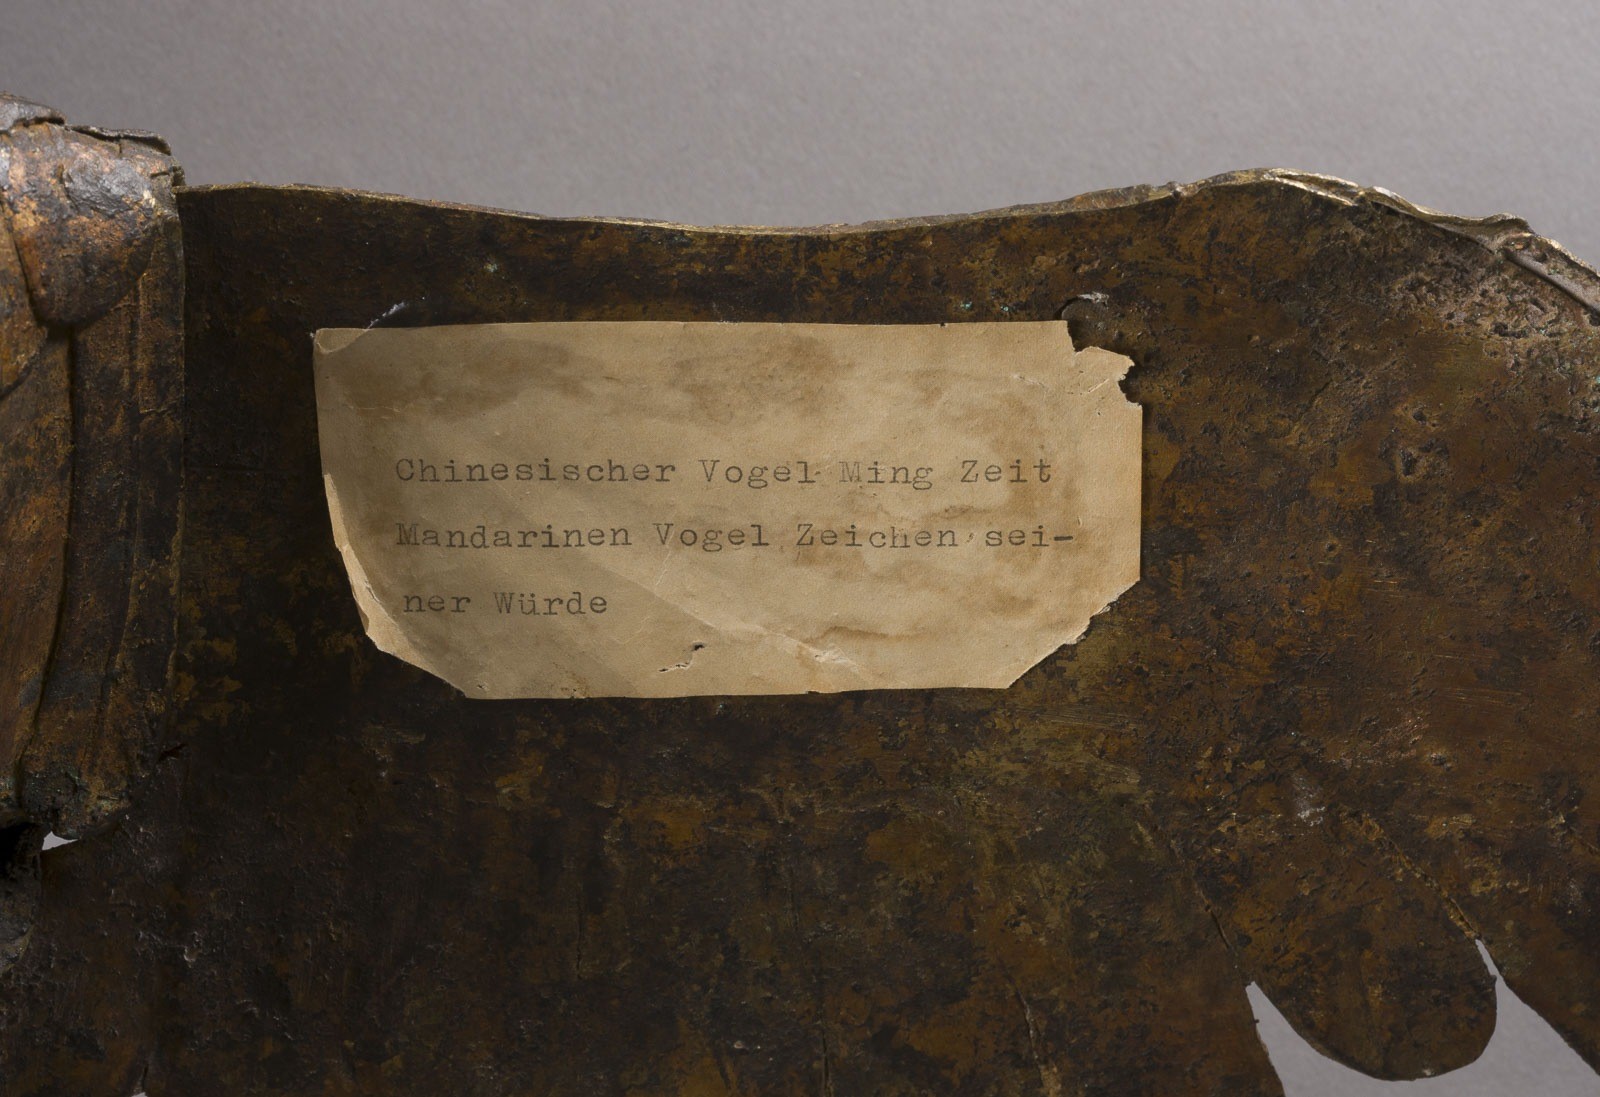 Chinesischer Vogel Ming Zeit
Mandarinen Vogel Zeichen sei-
ner Würde